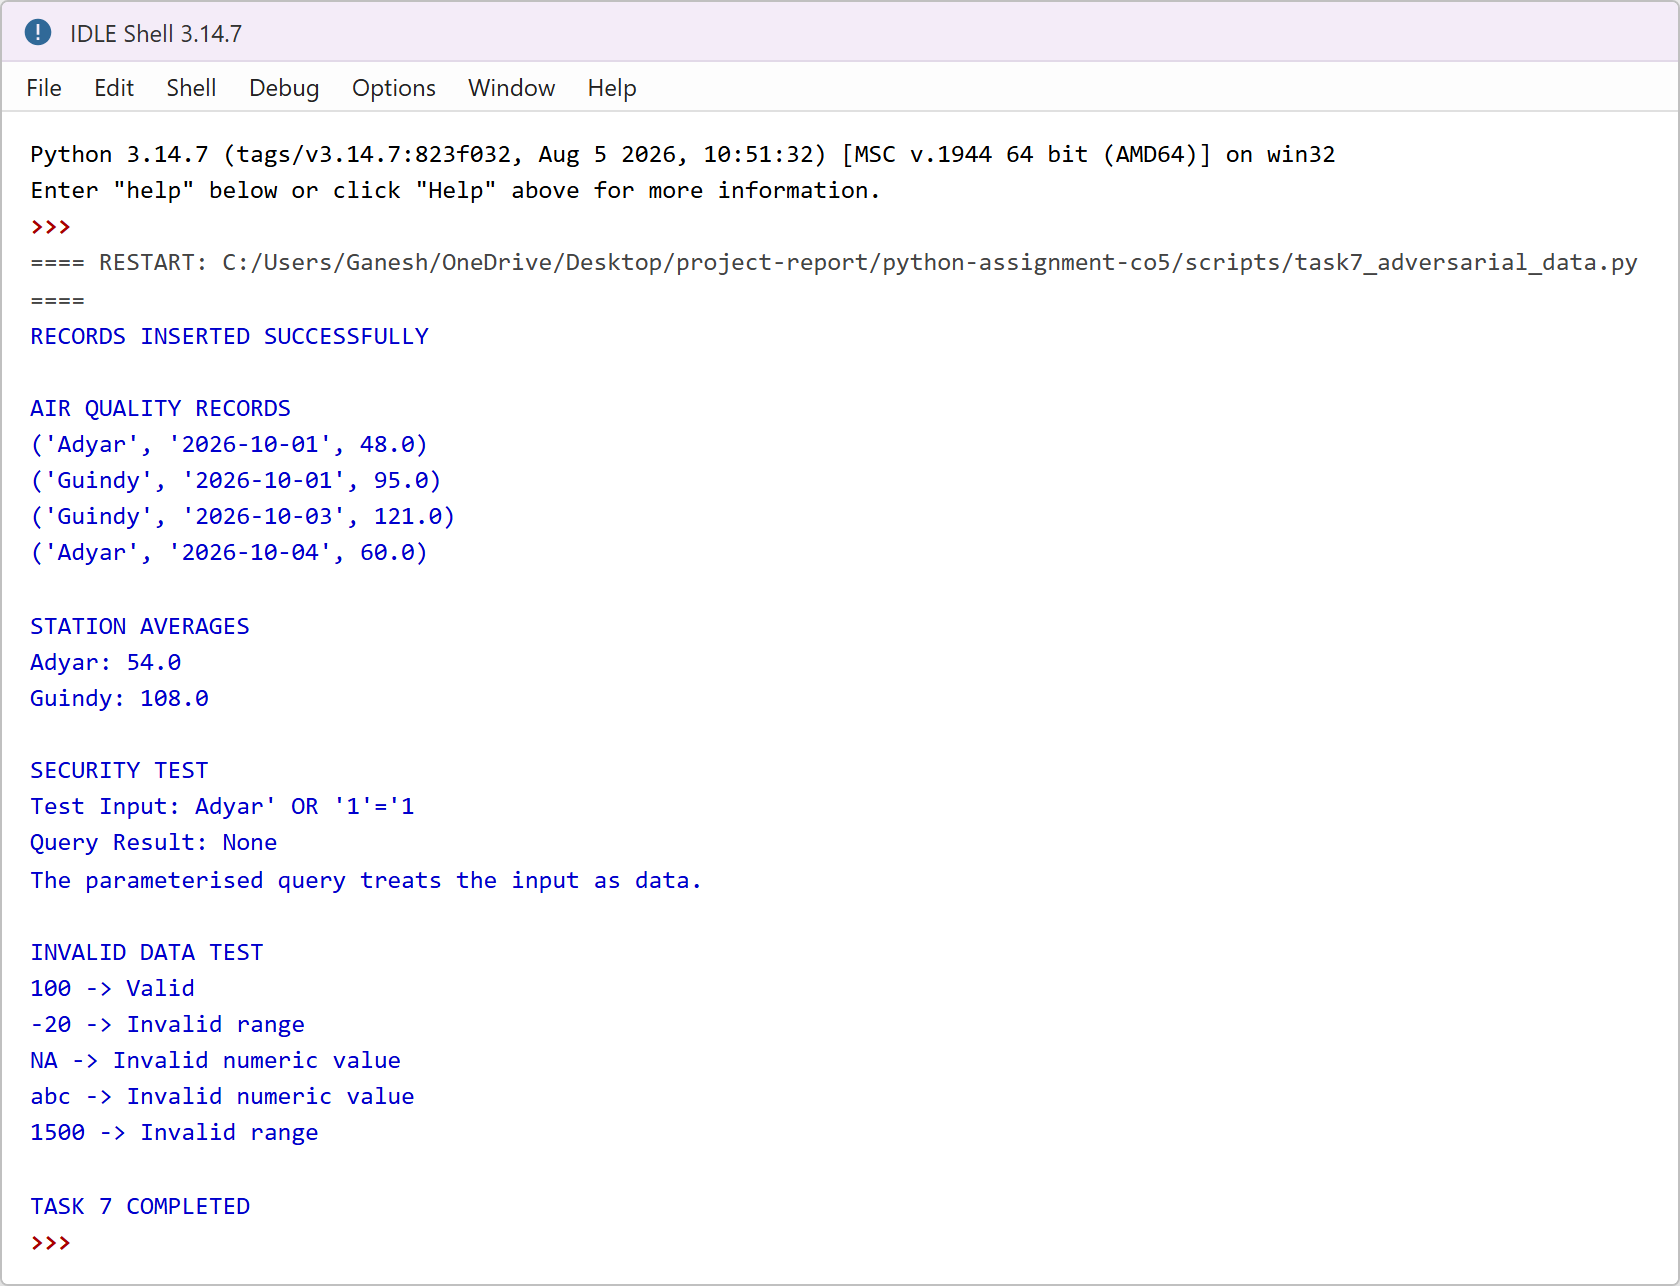 IDLE Shell 3.14.7
File Edit Shell Debug Options Window Help
Python 3.14.7 (tags/v3.14.7:823f032, Aug 5 2026, 10:51:32) [MSC v.1944 64 bit (AMD64)] on win32
Enter "help" below or click "Help" above for more information.
>>>
==== RESTART: C:/Users/Ganesh/OneDrive/Desktop/project-report/python-assignment-co5/scripts/task7_adversarial_data.py
====
RECORDS INSERTED SUCCESSFULLY
AIR QUALITY RECORDS
('Adyar', '2026-10-01', 48.0)
('Guindy', '2026-10-01', 95.0)
('Guindy', '2026-10-03', 121.0)
('Adyar', '2026-10-04', 60.0)
STATION AVERAGES
Adyar: 54.0
Guindy: 108.0
SECURITY TEST
Test Input: Adyar' OR '1'='1
Query Result: None
The parameterised query treats the input as data.
INVALID DATA TEST
100 -> Valid
-20 -> Invalid range
NA -> Invalid numeric value
abc -> Invalid numeric value
1500 -> Invalid range
TASK 7 COMPLETED
>>>